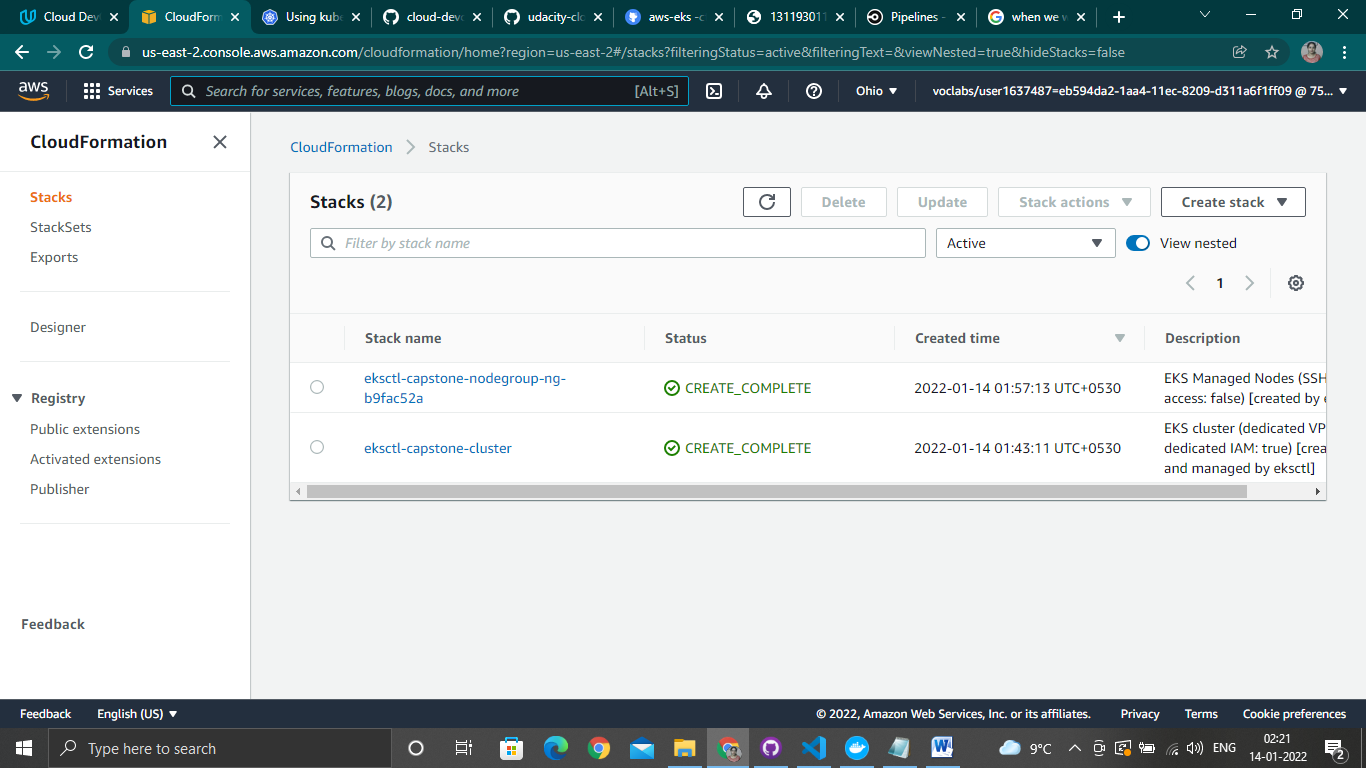 Cloud Dev
CloudForm
Using kube
cloud-devo
udacity-clo
aws-eks -c
131193011
Pipelines -
when we w
us-east-2.console.aws.amazon.com/cloudformation/home?region=us-east-2#/stacks?filteringStatus=active&filteringText=&viewNested=true&hideStacks=false
aws
Services
Search for services, features, blogs, docs, and more
[Alt+S]
Ohio
voclabs/user1637487=eb594da2-1aa4-11ec-8209-d311a6f1ff09 @ 75...
CloudFormation
Stacks
StackSets
Exports
Designer
Registry
Public extensions
Activated extensions
Publisher
Feedback
CloudFormation
Stacks
Stacks (2)
Delete
Update
Stack actions
Create stack
Filter by stack name
Active
View nested
1
Stack name
Status
Created time
Description
eksctl-capstone-nodegroup-ng-
b9fac52a
CREATE_COMPLETE
2022-01-14 01:57:13 UTC+0530
EKS Managed Nodes (SSH
access: false) [created by e
eksctl-capstone-cluster
CREATE_COMPLETE
2022-01-14 01:43:11 UTC+0530
EKS cluster (dedicated VP
dedicated IAM: true) [crea
and managed by eksctl]
Feedback
English (US)
© 2022, Amazon Web Services, Inc. or its affiliates.
Privacy
Terms
Cookie preferences
Type here to search
9°C
ENG
02:21
14-01-2022
2